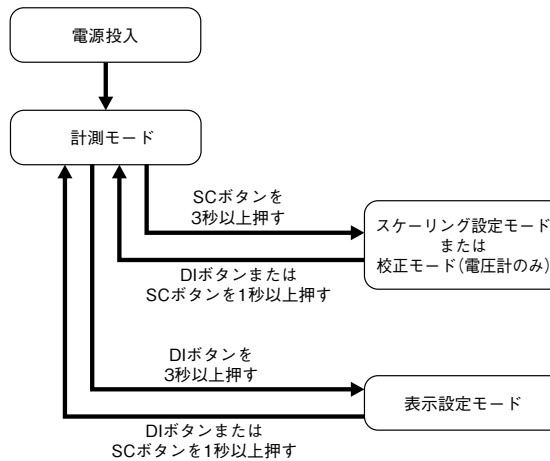 電源投入
計測モード
SCボタンを
3秒以上押す
スケーリング設定モード
または
校正モード(電圧計のみ)
DIボタンまたは
SCボタンを1秒以上押す
DIボタンを
3秒以上押す
表示設定モード
DIボタンまたは
SCボタンを1秒以上押す